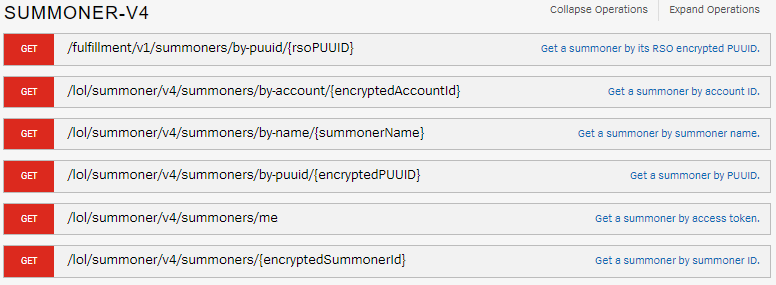 SUMMONER-V4
Collapse Operations
Expand Operations
GET /fulfillment/v1/summoners/by-puuid/{rsoPUUID} Get a summoner by its RSO encrypted PUUID.
GET /lol/summoner/v4/summoners/by-account/{encryptedAccountId} Get a summoner by account ID.
GET /lol/summoner/v4/summoners/by-name/{summonerName} Get a summoner by summoner name.
GET /lol/summoner/v4/summoners/by-puuid/{encryptedPUUID} Get a summoner by PUUID.
GET /lol/summoner/v4/summoners/me Get a summoner by access token.
GET /lol/summoner/v4/summoners/{encryptedSummonerId} Get a summoner by summoner ID.